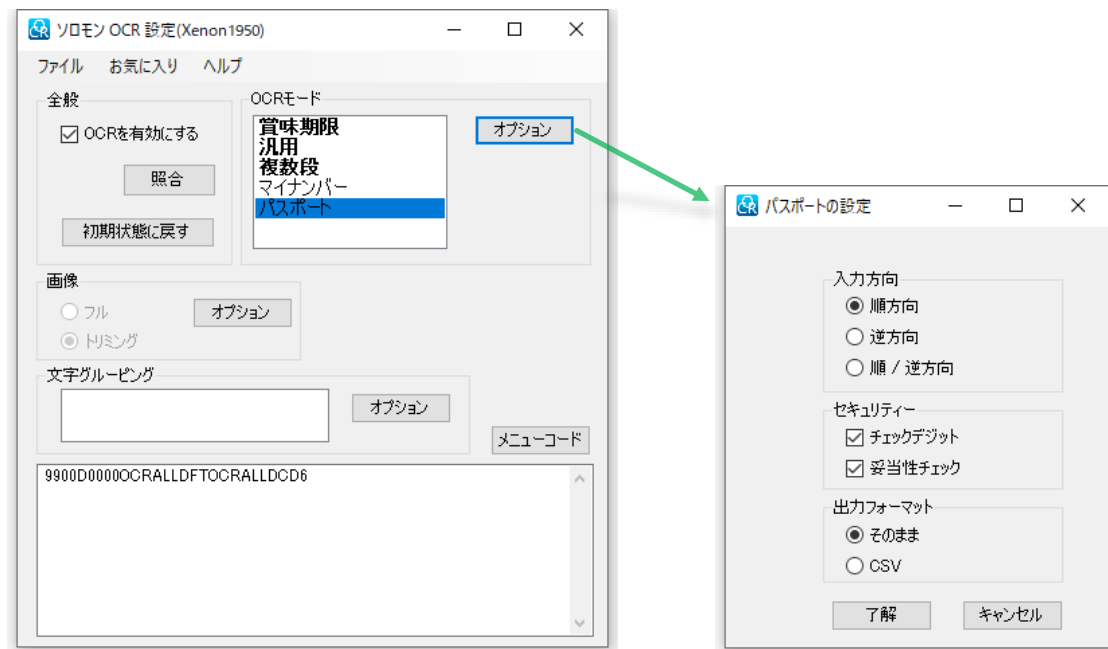 ソロモン OCR 設定(Xenon1950)
ファイル お気に入り ヘルプ
全般
OCRを有効にする
照合
初期状態に戻す
OCRモード
賞味期限
汎用
複数段
マイナンバー
パスポート
オプション
画像
フル
トリミング
オプション
文字グルーピング
オプション
メニューコード
9900D0000OCRALLDFTOCRALLDCD6
パスポートの設定
入力方向
順方向
逆方向
順 / 逆方向
セキュリティー
チェックデジット
妥当性チェック
出力フォーマット
そのまま
CSV
了解 キャンセル